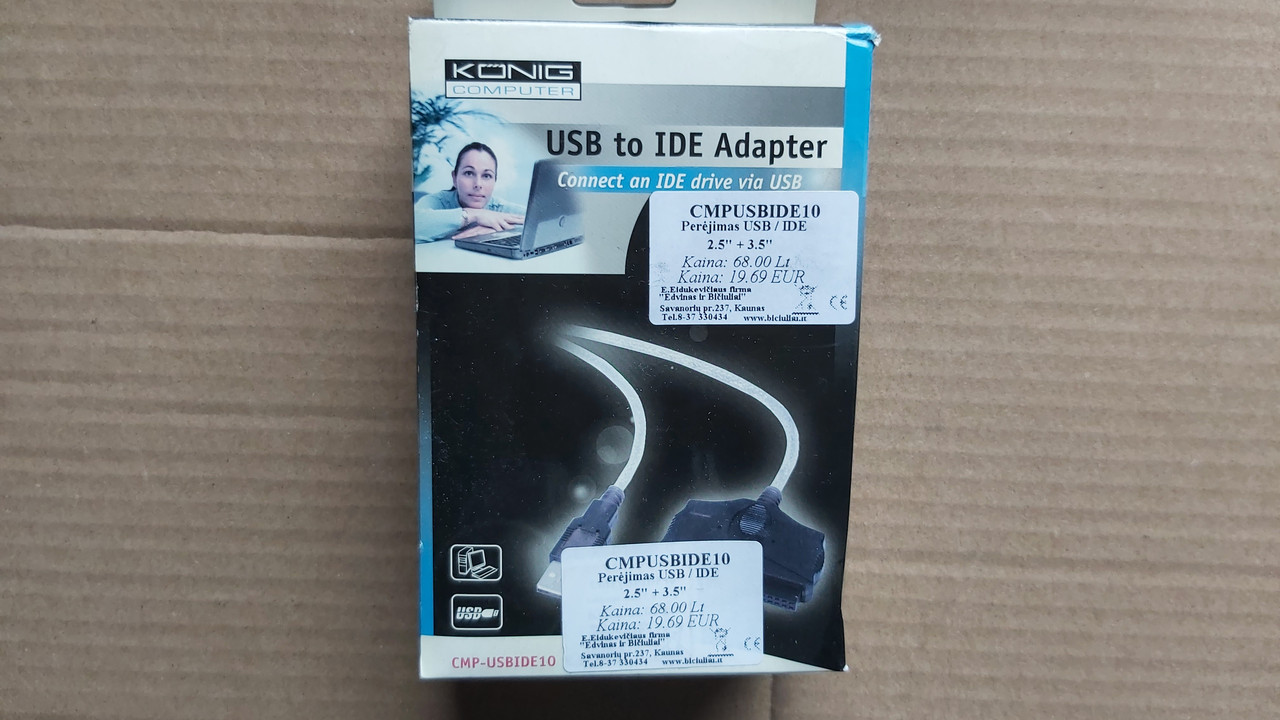 KÖNIG
COMPUTER
USB to IDE Adapter
Connect an IDE drive via USB
CMPUSBIDE10
Perėjimas USB / IDE
2.5" + 3.5"
Kaina: 68.00 Lt
Kaina: 19.69 EUR
E.Eidukevičiaus firma
"Edvinas ir Bičiuliai"
Savanorių pr.237, Kaunas
Tel.8-37 330434 www.biciuliai.lt
CE
USB
CMPUSBIDE10
Perėjimas USB / IDE
2.5" + 3.5"
Kaina: 68.00 Lt
Kaina: 19.69 EUR
E.Eidukevičiaus firma
"Edvinas ir Bičiuliai"
Savanorių pr.237, Kaunas
Tel.8-37 330434 www.biciuliai.lt
CE
CMP-USBIDE10